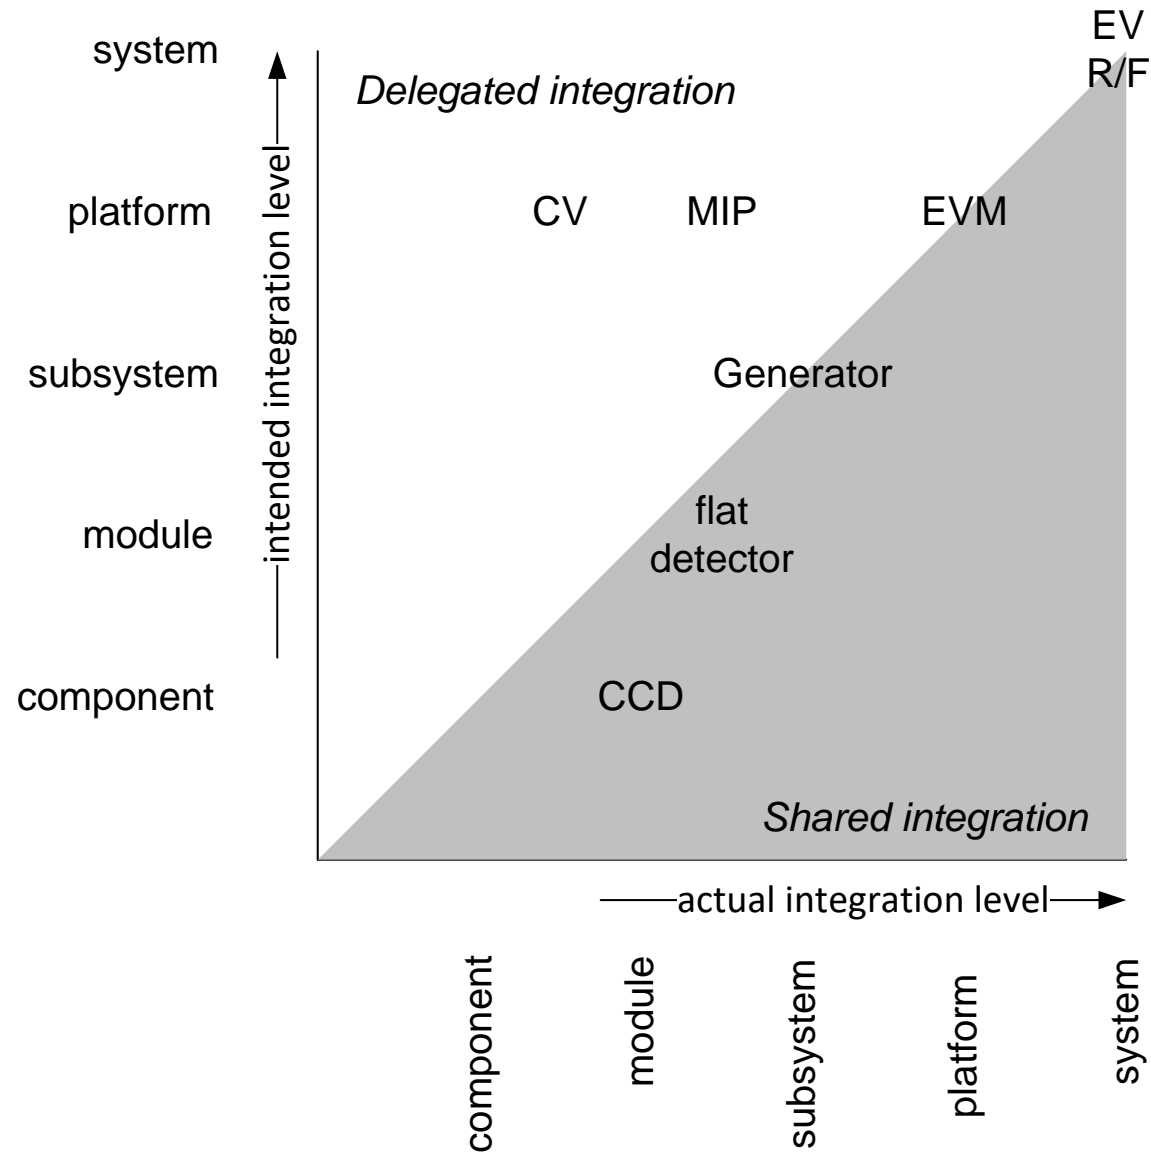 EV
R/F
system
Delegated integration
platform
CV
MIP
EVM
intended integration level
subsystem
Generator
module
flat
detector
component
CCD
Shared integration
actual integration level
component
module
subsystem
platform
system